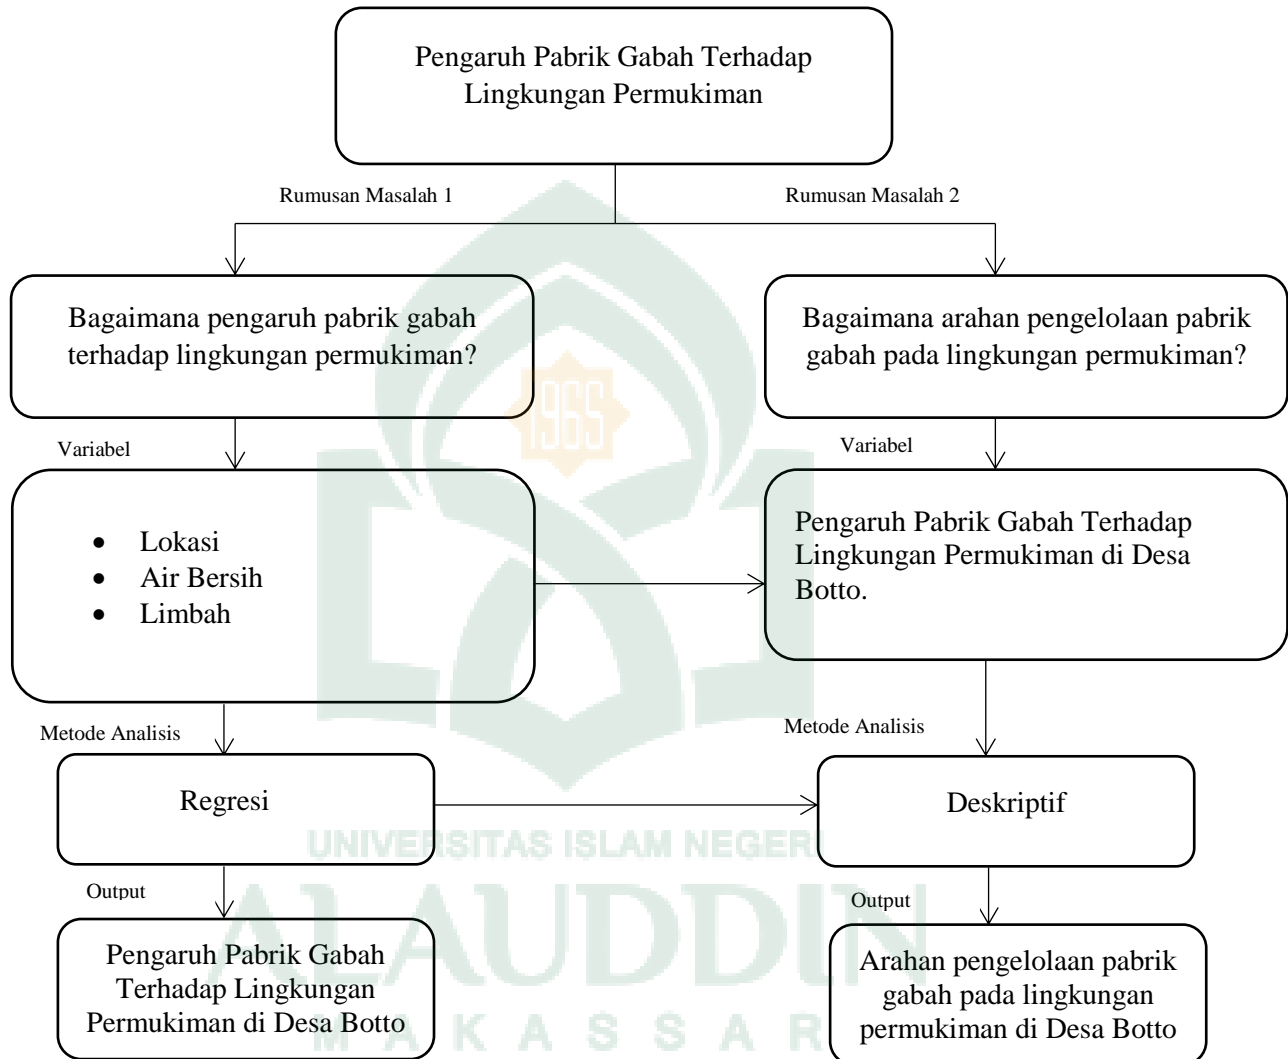 Pengaruh Pabrik Gabah Terhadap
Lingkungan Permukiman
Rumusan Masalah 1
Rumusan Masalah 2
Bagaimana pengaruh pabrik gabah
terhadap lingkungan permukiman?
Bagaimana arahan pengelolaan pabrik
gabah pada lingkungan permukiman?
1965
Variabel
Variabel
• Lokasi
• Air Bersih
• Limbah
Pengaruh Pabrik Gabah Terhadap
Lingkungan Permukiman di Desa
Botto.
Metode Analisis
Metode Analisis
Regresi
Deskriptif
UNIVERSITAS ISLAM NEGERI
Output
Output
ALAUDDIN
Pengaruh Pabrik Gabah
Terhadap Lingkungan
Permukiman di Desa Botto
Arahan pengelolaan pabrik
gabah pada lingkungan
permukiman di Desa Botto
MAKASSAR